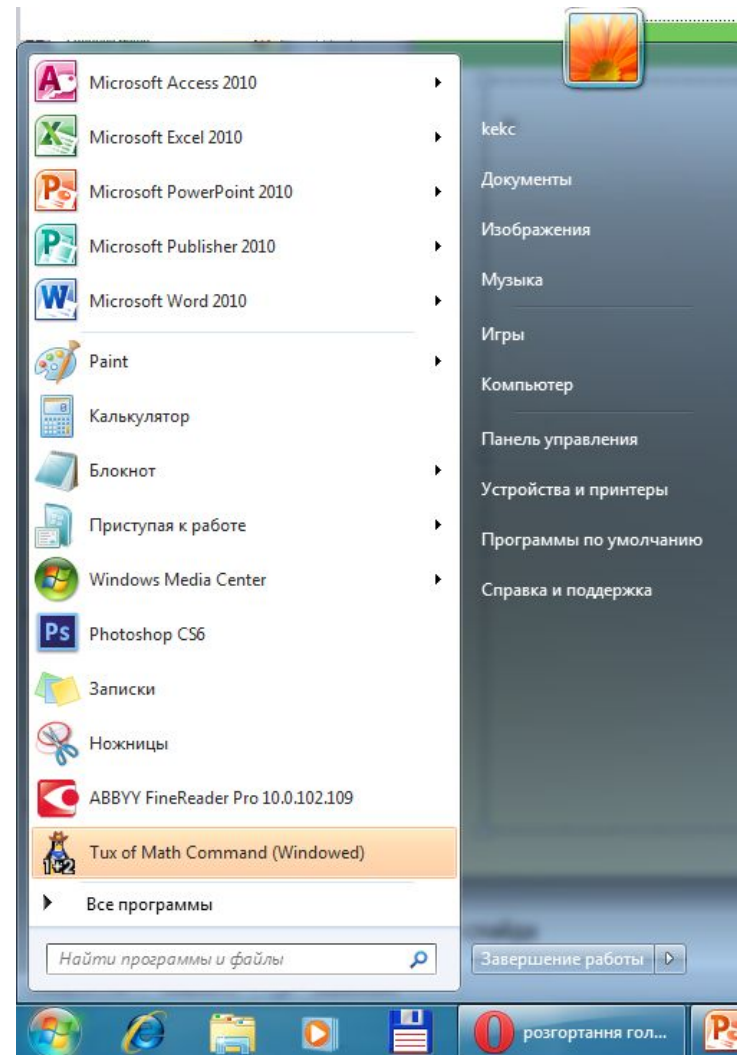 Microsoft Access 2010
Microsoft Excel 2010
Microsoft PowerPoint 2010
Microsoft Publisher 2010
Microsoft Word 2010
Paint
Калькулятор
Блокнот
Приступая к работе
Windows Media Center
Ps Photoshop CS6
Записки
Ножницы
ABBYY FineReader Pro 10.0.102.109
1+2 Tux of Math Command (Windowed)
Все программы
Найти программы и файлы
kekc
Документы
Изображения
Музыка
Игры
Компьютер
Панель управления
Устройства и принтеры
Программы по умолчанию
Справка и поддержка
Завершение работы
розгортання гол...